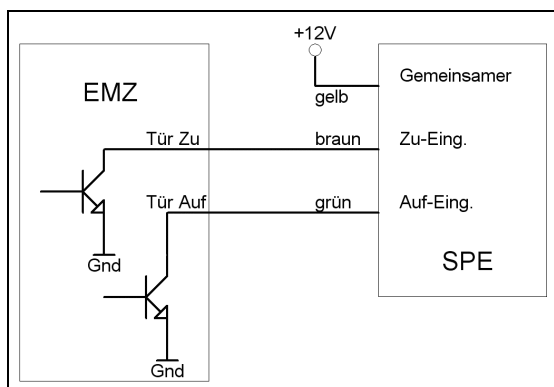 +12V
EMZ
Gemeinsamer
gelb
Tür Zu
braun
Zu-Eing.
Tür Auf
grün
Auf-Eing.
Gnd
SPE
Gnd